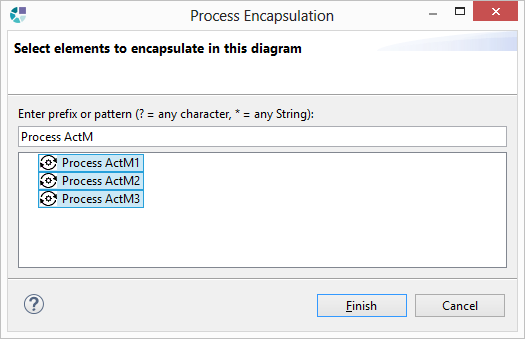 Process Encapsulation
Select elements to encapsulate in this diagram
Enter prefix or pattern (? = any character, * = any String):
Process ActM
Process ActM1
Process ActM2
Process ActM3
Finish Cancel